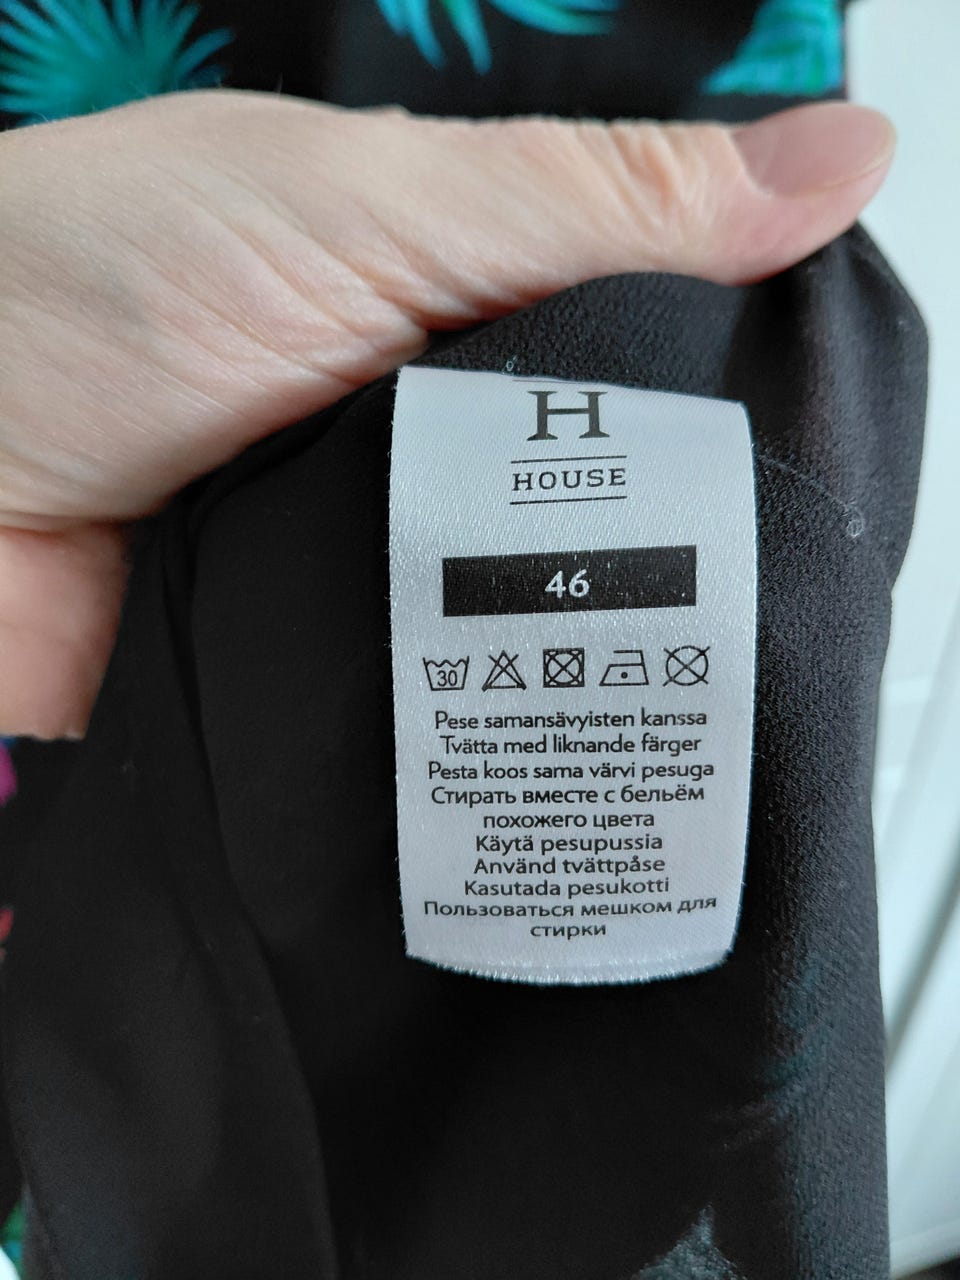 H
HOUSE
46
30
Pese samansävyisten kanssa
Tvätta med liknande färger
Pesta koos sama värvi pesuga
Стирать вместе с бельём
похожего цвета
Käytä pesupussia
Använd tvättpåse
Kasutada pesukotti
Пользоваться мешком для
стирки